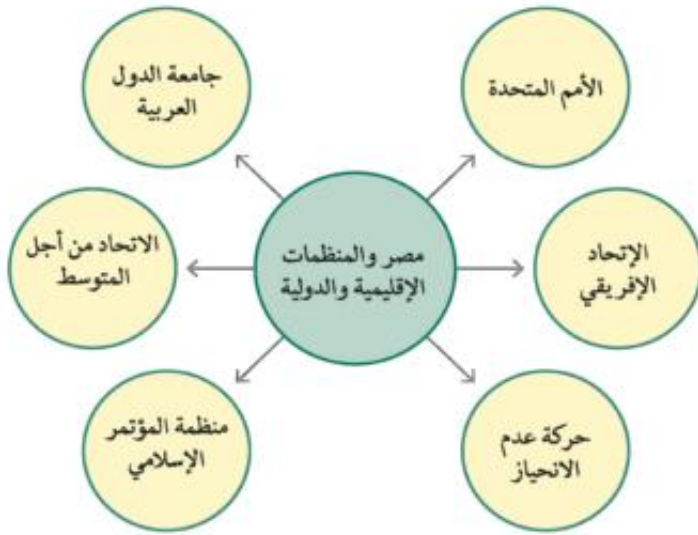 الأمم المتحدة
جامعة الدول
العربية
مصر والمنظمات
الإقليمية والدولية
الإتحاد
الإفريقي
الاتحاد من أجل
المتوسط
حركة عدم
الانحياز
منظمة المؤتمر
الإسلامي